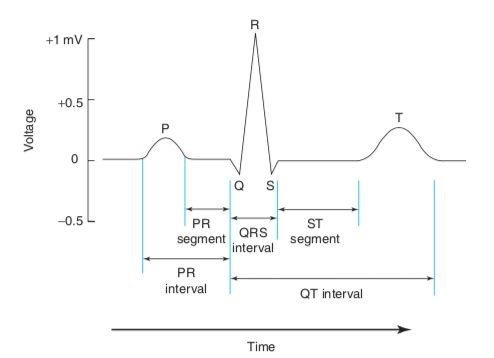 R
+1 mV
+0.5
P
T
Voltage
0
Q
S
−0.5
PR
segment
QRS
interval
ST
segment
PR
interval
QT interval
Time